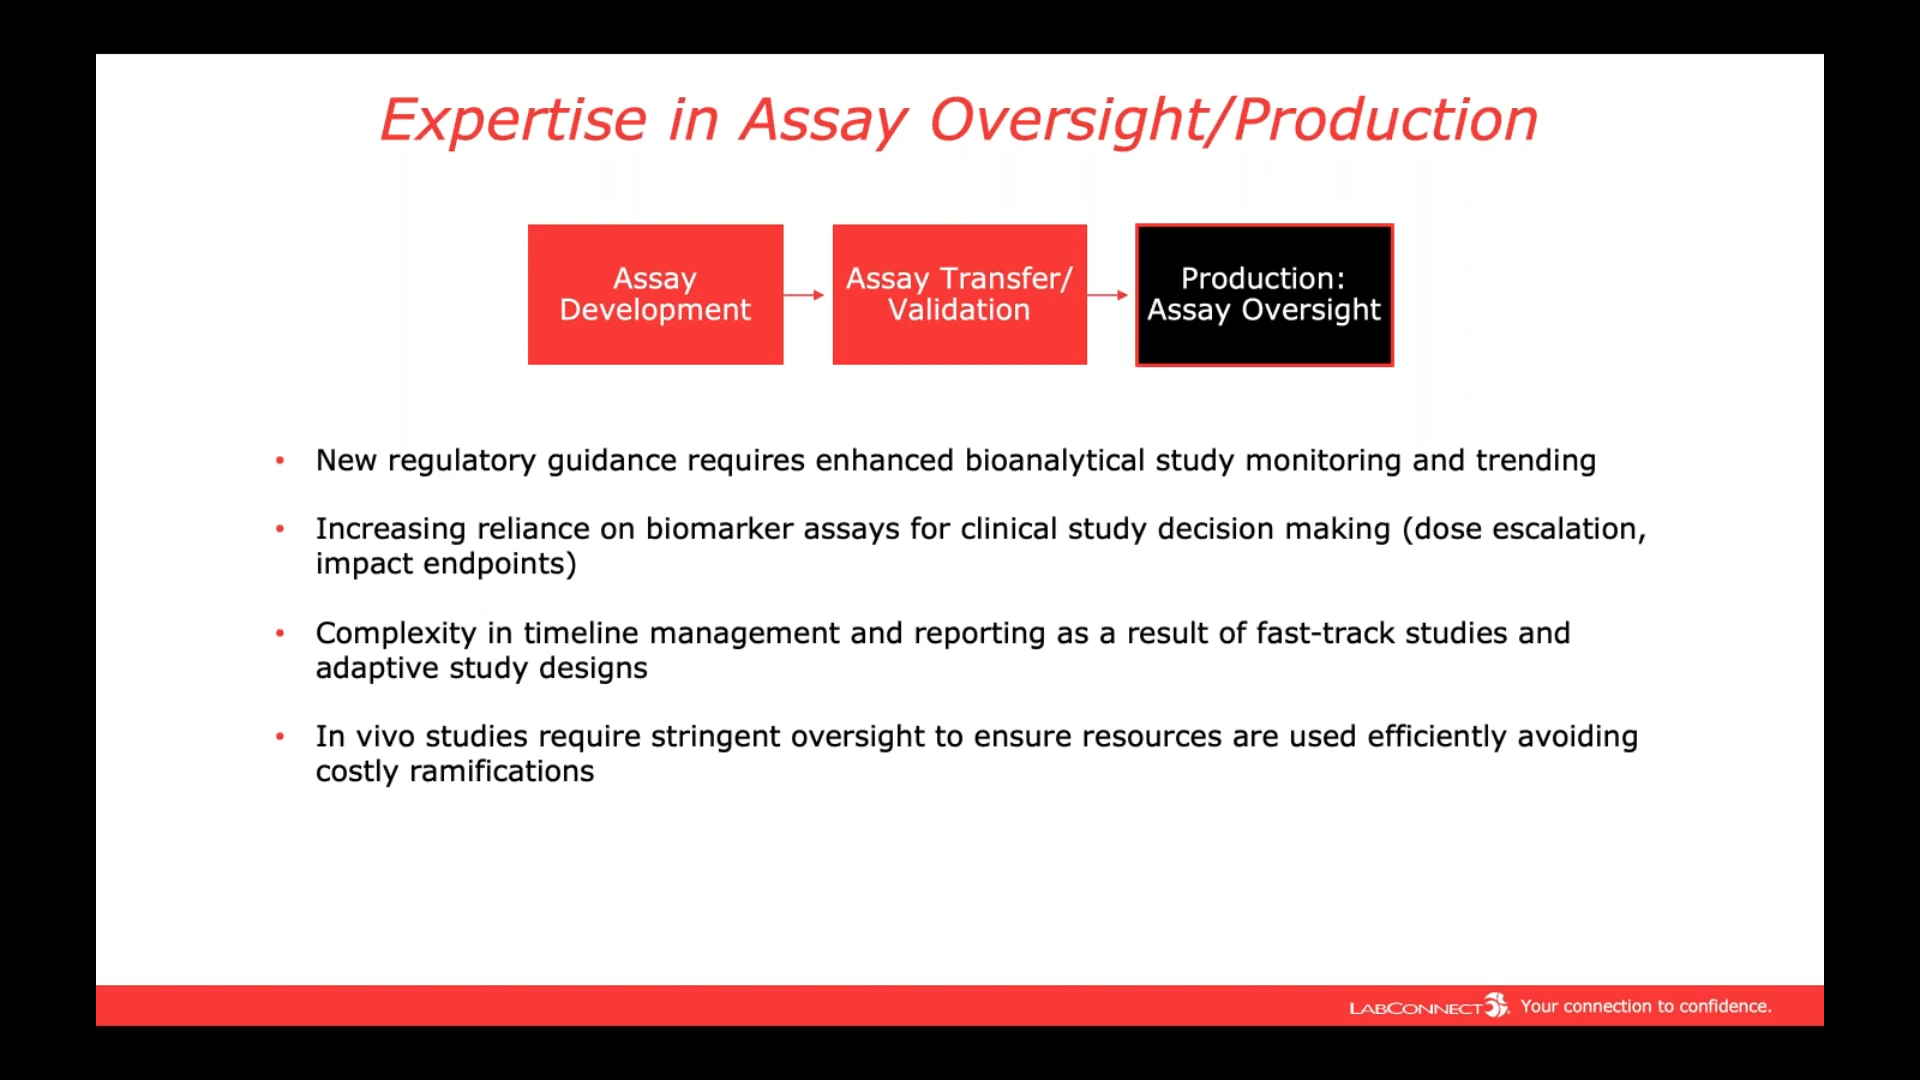 Expertise in Assay Oversight/Production
Assay
Development
Assay Transfer/
Validation
Production:
Assay Oversight
• New regulatory guidance requires enhanced bioanalytical study monitoring and trending
• Increasing reliance on biomarker assays for clinical study decision making (dose escalation,
impact endpoints)
• Complexity in timeline management and reporting as a result of fast-track studies and
adaptive study designs
• In vivo studies require stringent oversight to ensure resources are used efficiently avoiding
costly ramifications
LABCONNECT Your connection to confidence.